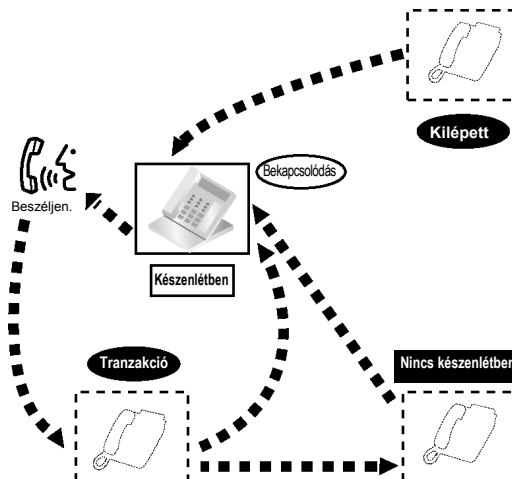 Kilépett
Bekapcsolódás
Beszéljen.
Készenlétben
Tranzakció
Nincs készenlétben